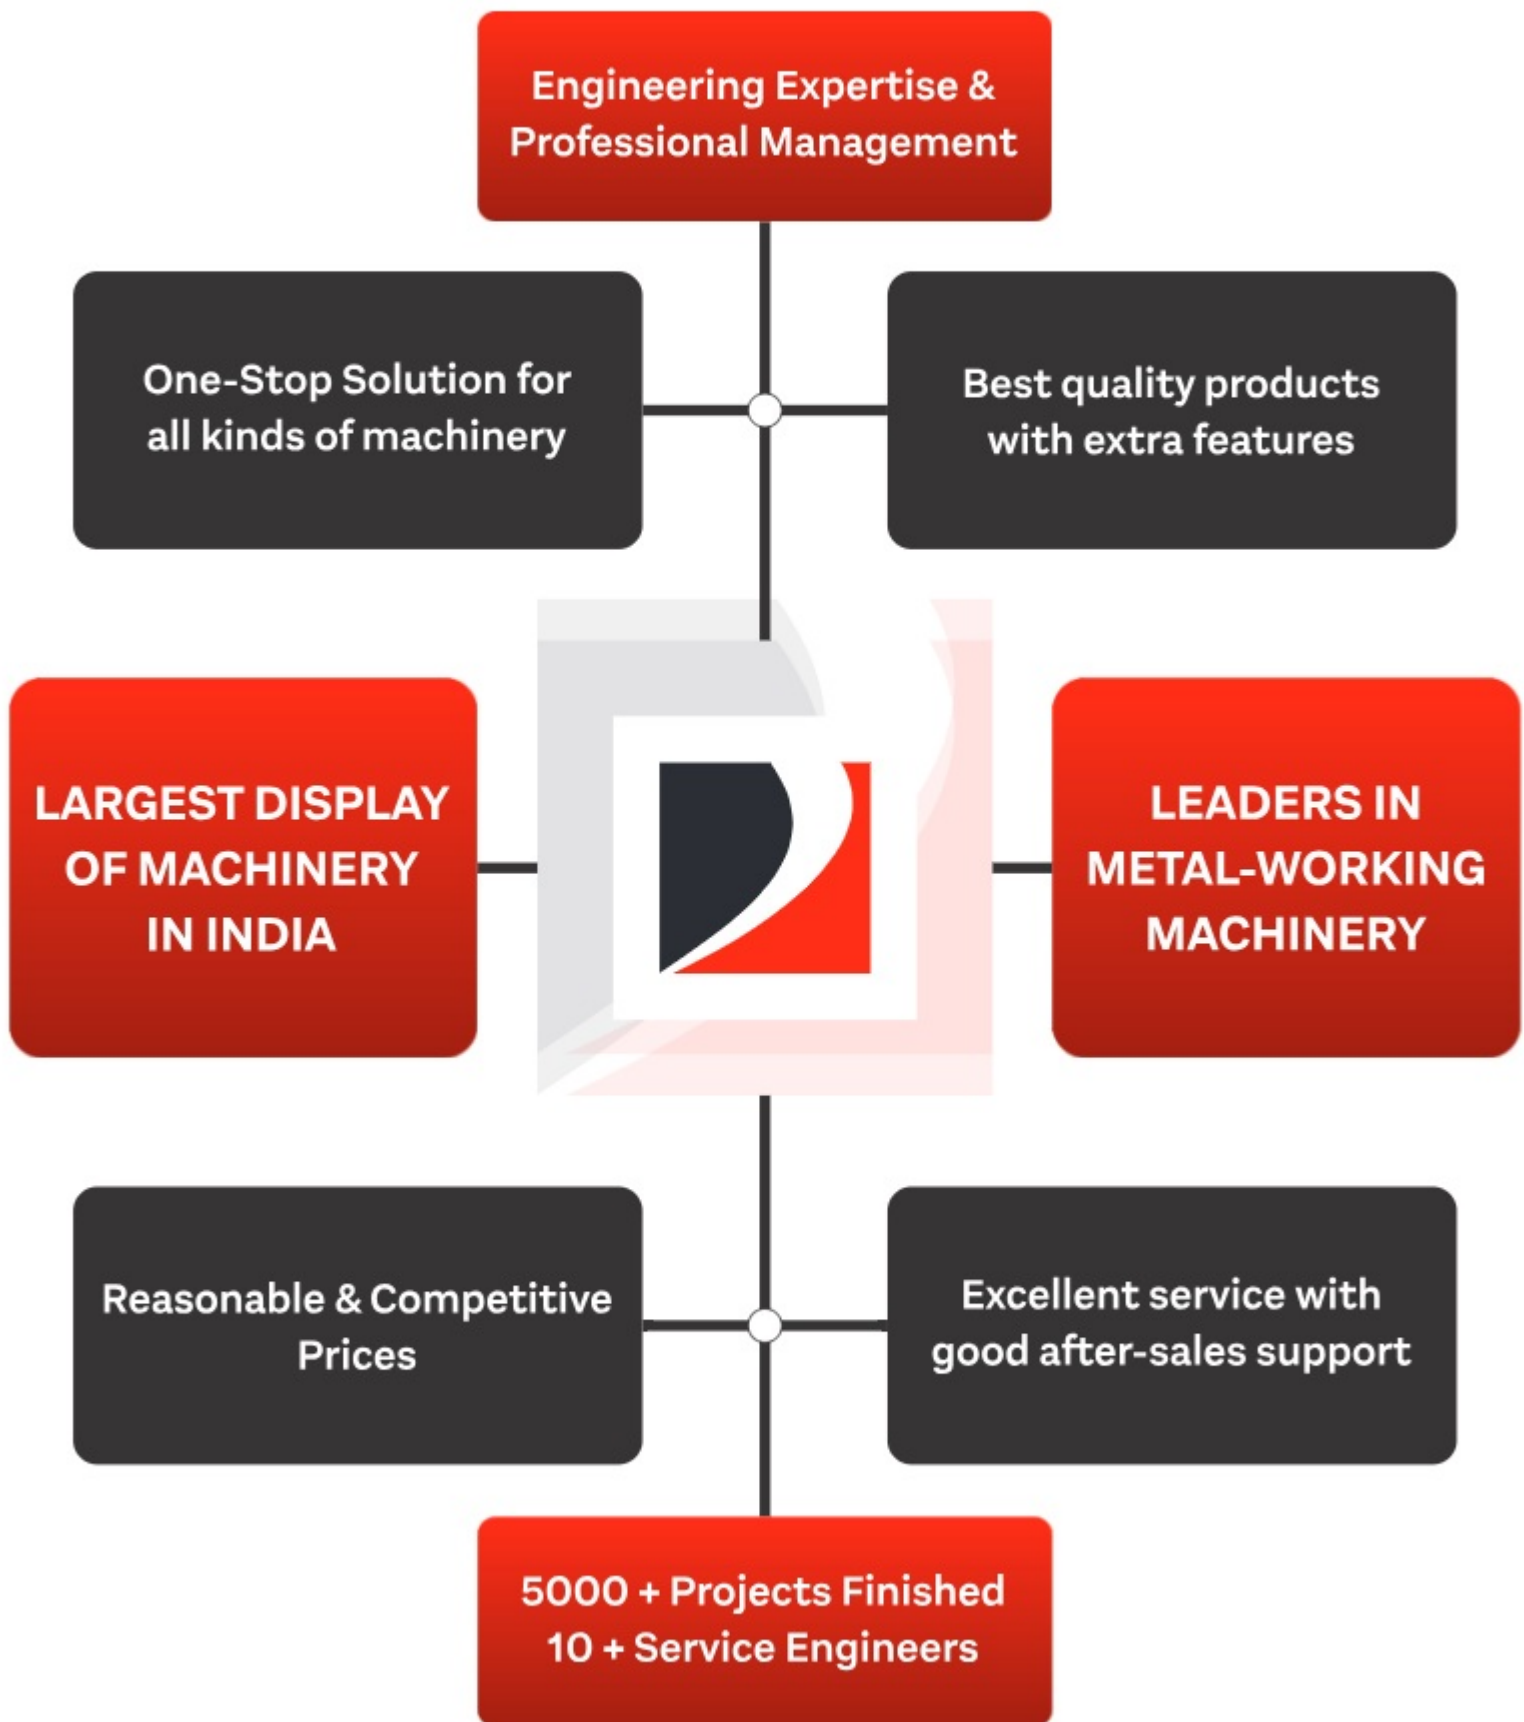 Engineering Expertise &
Professional Management
One-Stop Solution for
all kinds of machinery
Best quality products
with extra features
LARGEST DISPLAY
OF MACHINERY
IN INDIA
LEADERS IN
METAL-WORKING
MACHINERY
Reasonable & Competitive
Prices
Excellent service with
good after-sales support
5000 + Projects Finished
10 + Service Engineers